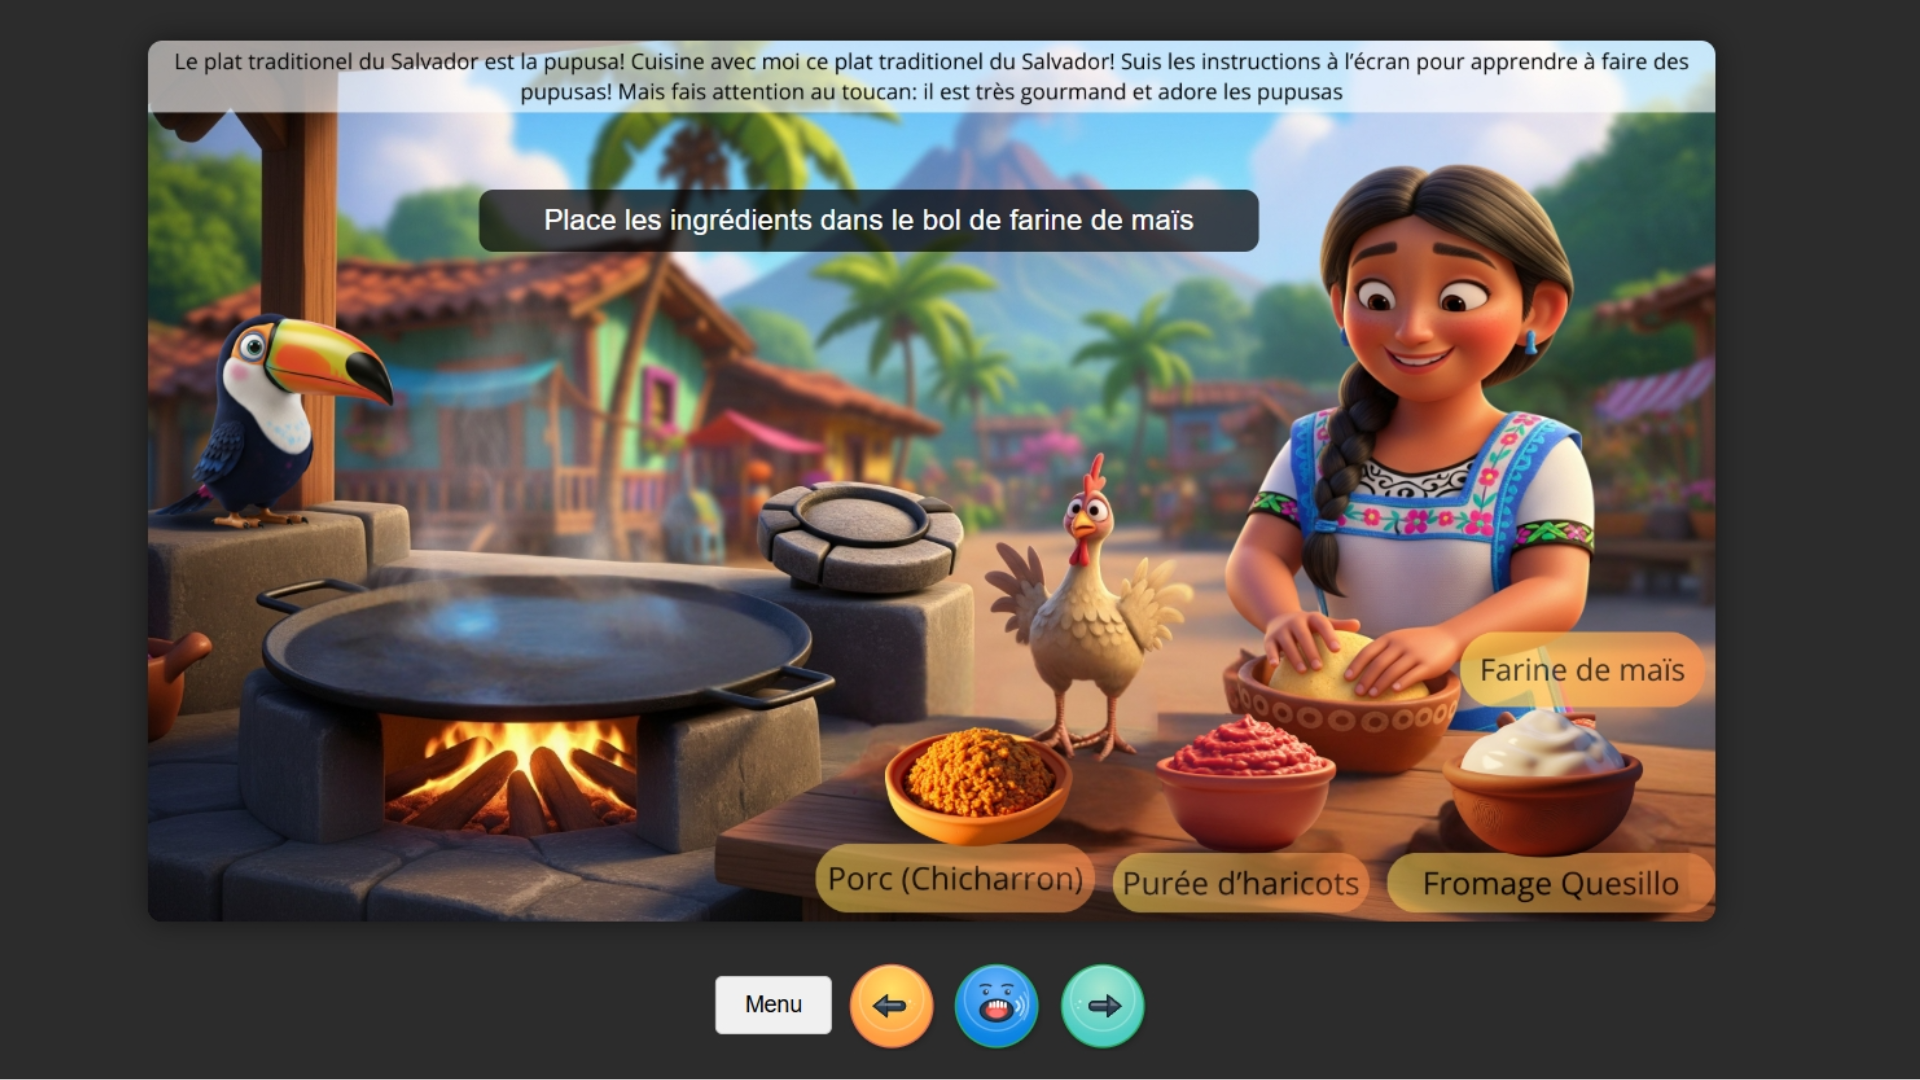 Le plat traditionel du Salvador est la pupusa! Cuisine avec moi ce plat traditionel du Salvador! Suis les instructions à l'écran pour apprendre à faire des
pupusas! Mais fais attention au toucan: il est très gourmand et adore les pupusas
Place les ingrédients dans le bol de farine de maïs
Farine de maïs
Porc (Chicharron)
Purée d'haricots
Fromage Quesillo
Menu